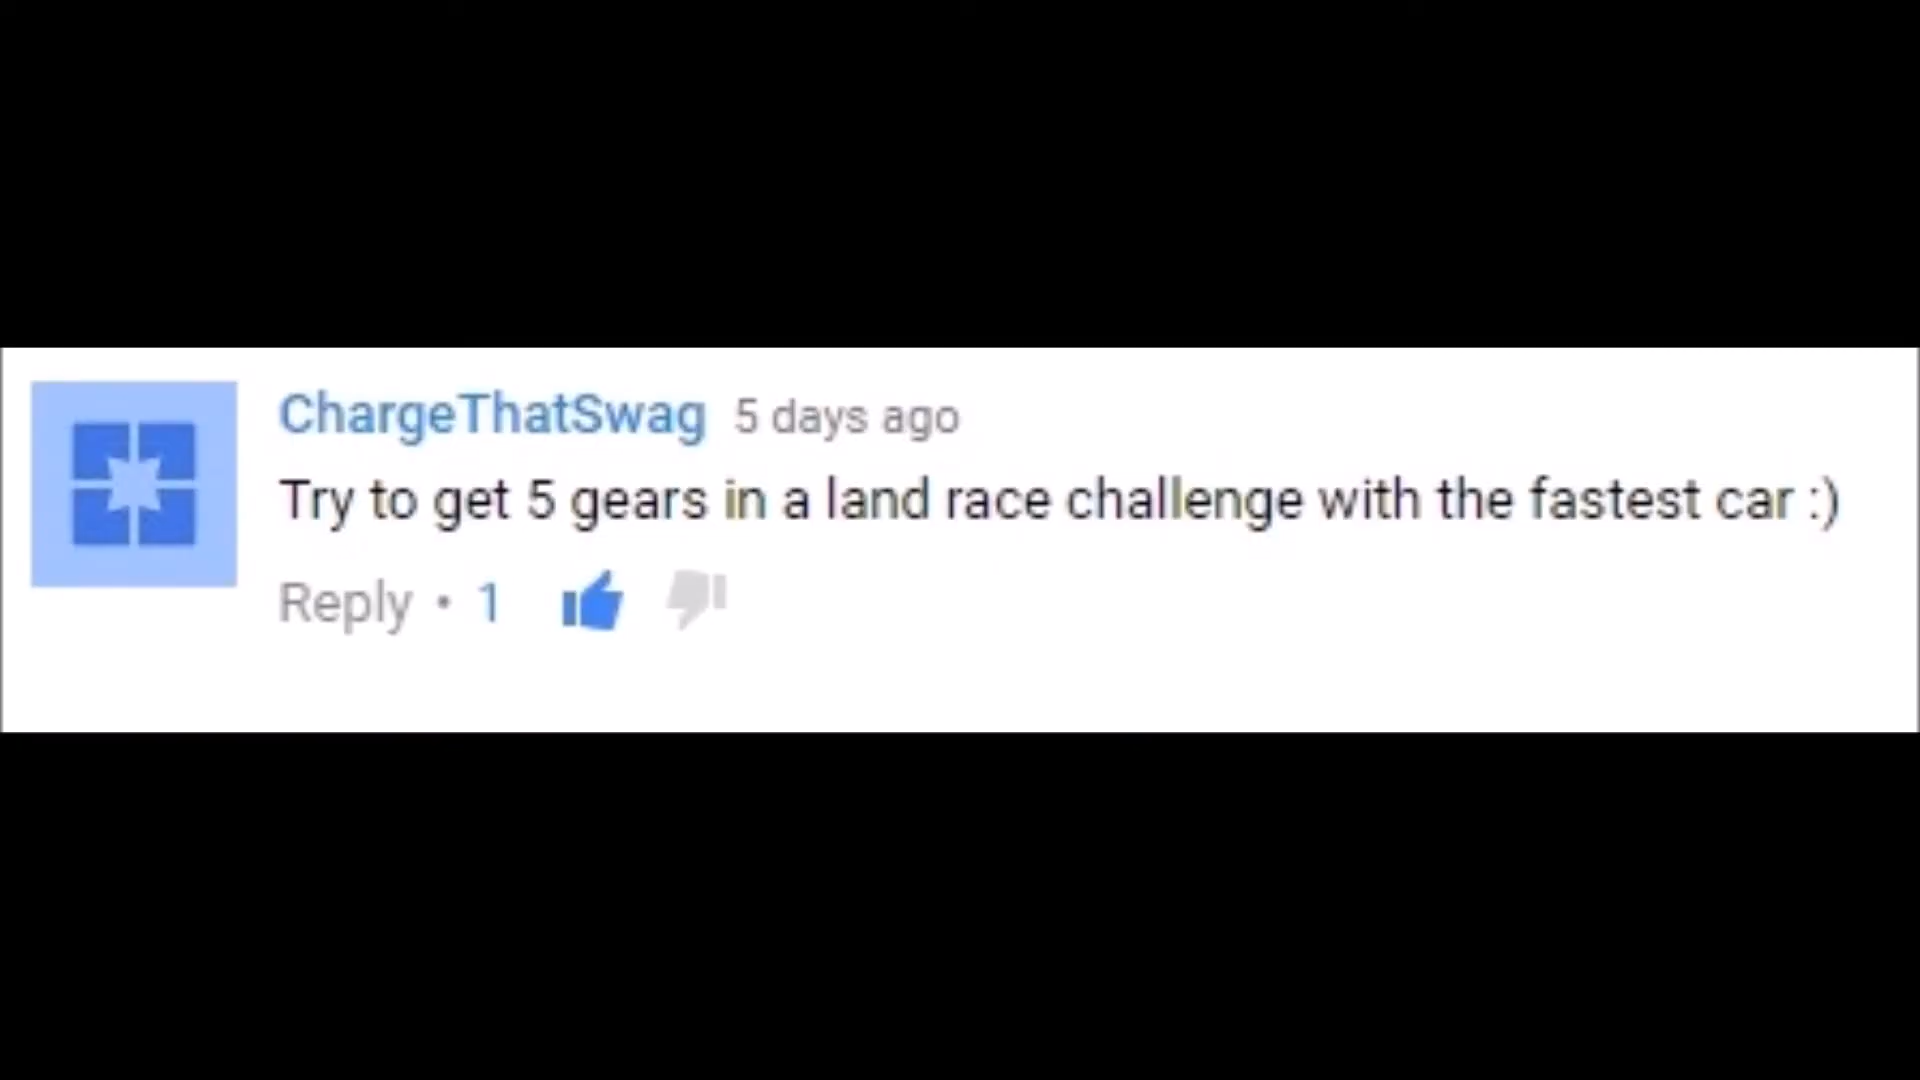 ChargeThatSwag 5 days ago
Try to get 5 gears in a land race challenge with the fastest car :)
Reply • 1